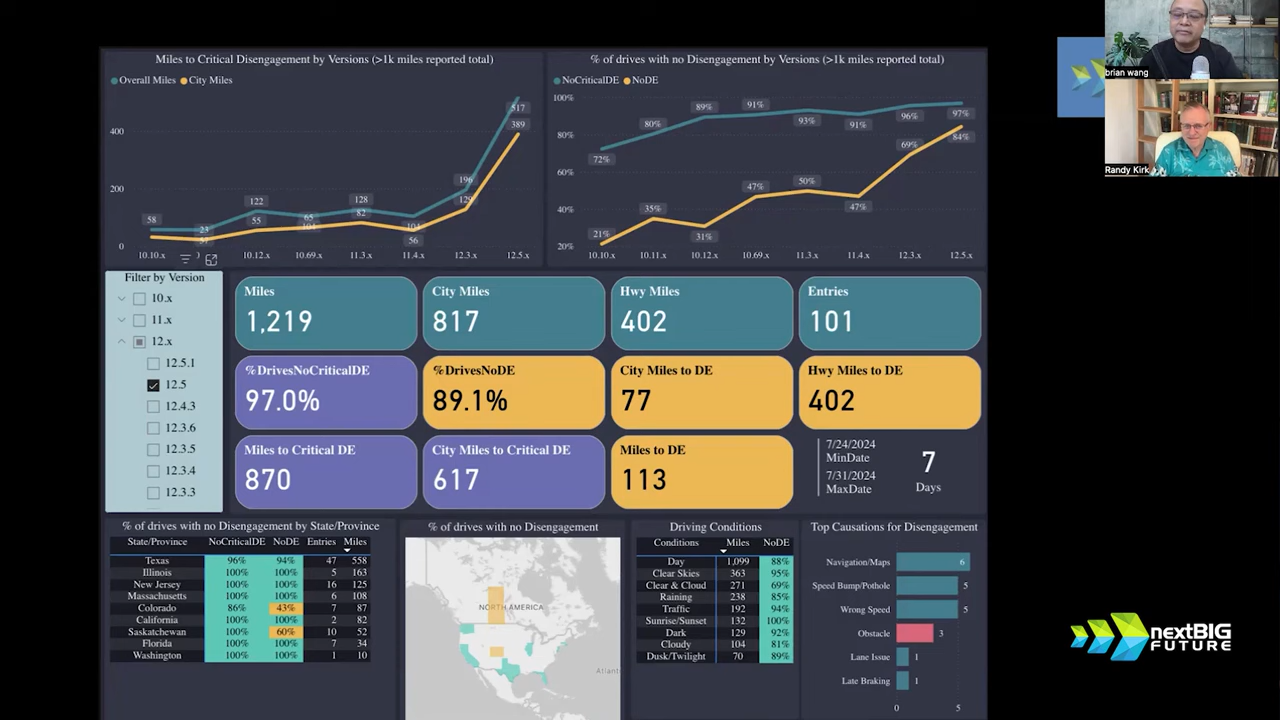 Miles to Critical Disengagement by Versions (>1k miles reported total)
Overall Miles City Miles
400
200
0
58
23
122
55
65
104
128
82
104
56
196
129
517
389
10.10.x 10.12.x 10.69.x 11.3.x 11.4.x 12.3.x 12.5.x
% of drives with no Disengagement by Versions (>1k miles reported total)
NoCriticalDE NoDE
100%
80%
60%
40%
20%
72% 80% 89% 91% 93% 91% 96% 97%
21% 35% 31% 47% 50% 47% 69% 84%
10.10.x 10.11.x 10.12.x 10.69.x 11.3.x 11.4.x 12.3.x 12.5.x
brian wang
Randy Kirk
Filter by Version
10.x
11.x
12.x
12.5.1
12.5
12.4.3
12.3.6
12.3.5
12.3.4
12.3.3
Miles
1,219
City Miles
817
Hwy Miles
402
Entries
101
%DrivesNoCriticalDE
97.0%
%DrivesNoDE
89.1%
City Miles to DE
77
Hwy Miles to DE
402
Miles to Critical DE
870
City Miles to Critical DE
617
Miles to DE
113
7/24/2024
MinDate
7/31/2024
MaxDate
7
Days
% of drives with no Disengagement by State/Province
State/Province NoCriticalDE NoDE Entries Miles
Texas 96% 94% 47 558
Illinois 100% 100% 5 163
New Jersey 100% 100% 16 125
Massachusetts 100% 100% 6 108
Colorado 86% 43% 7 87
California 100% 100% 2 82
Saskatchewan 100% 60% 10 52
Florida 100% 100% 7 34
Washington 100% 100% 1 10
% of drives with no Disengagement
NORTH AMERICA
Atlanti
Driving Conditions
Conditions Miles NoDE
Day 1,099 88%
Clear Skies 363 95%
Clear & Cloud 271 69%
Raining 238 85%
Traffic 192 94%
Sunrise/Sunset 132 100%
Dark 129 92%
Cloudy 104 81%
Dusk/Twilight 70 89%
Top Causations for Disengagement
Navigation/Maps 6
Speed Bump/Pothole 5
Wrong Speed 5
Obstacle 3
Lane Issue 1
Late Braking 1
0 5
nextBIG
FUTURE